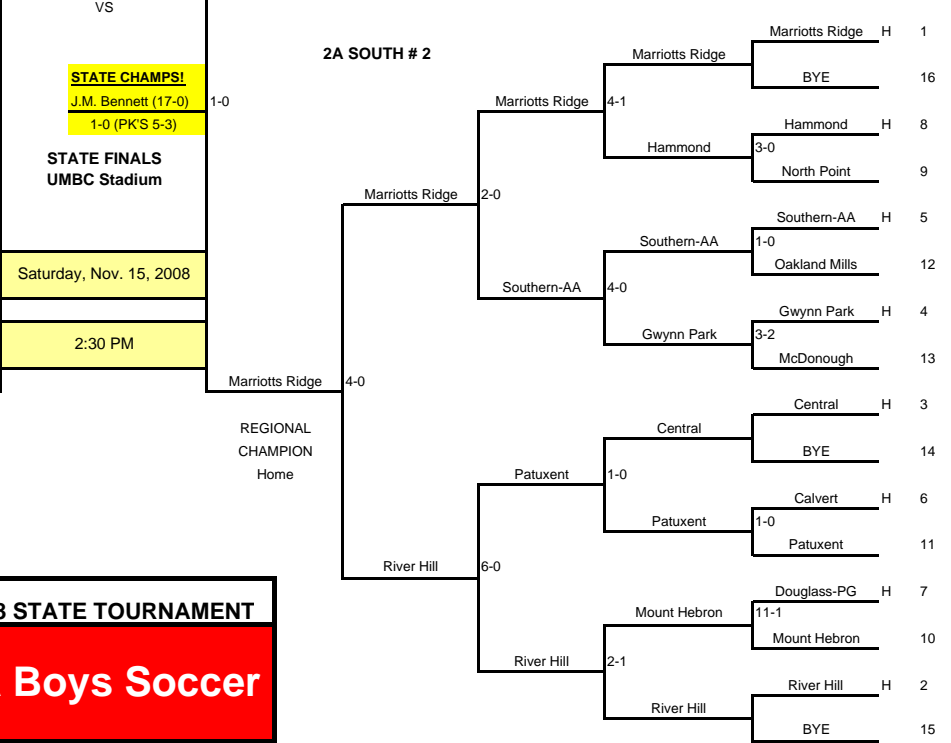 VS
2A SOUTH # 2
STATE CHAMPS!
J.M. Bennett (17-0) 1-0
1-0 (PK'S 5-3)
STATE FINALS
UMBC Stadium
Saturday, Nov. 15, 2008
2:30 PM
Marriotts Ridge 4-0
REGIONAL
CHAMPION
Home
Marriotts Ridge 2-0
River Hill 6-0
Marriotts Ridge 4-1
Southern-AA 4-0
Patuxent 1-0
River Hill 2-1
Marriotts Ridge
Hammond 3-0
Southern-AA 1-0
Gwynn Park 3-2
Central
Patuxent 1-0
Mount Hebron 11-1
River Hill
Marriotts Ridge H 1
BYE 16
Hammond H 8
North Point 9
Southern-AA H 5
Oakland Mills 12
Gwynn Park H 4
McDonough 13
Central H 3
BYE 14
Calvert H 6
Patuxent 11
Douglass-PG H 7
Mount Hebron 10
River Hill H 2
BYE 15
STATE TOURNAMENT
Boys Soccer